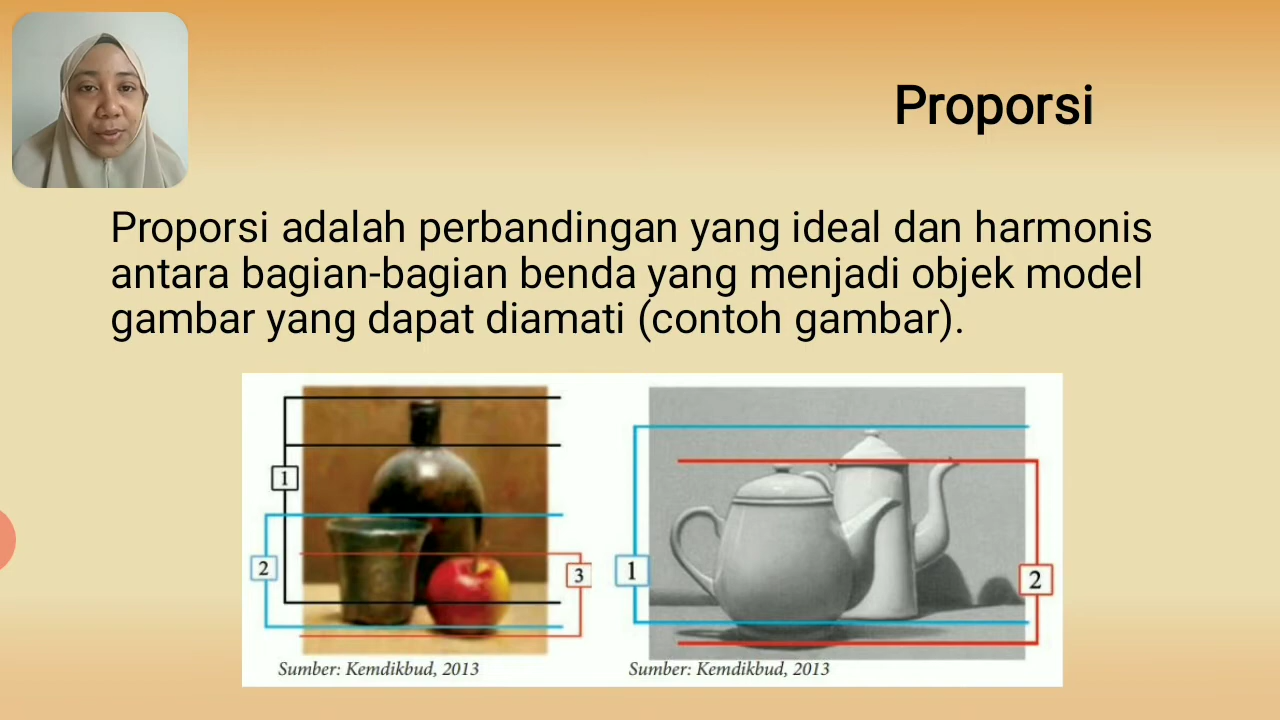 Proporsi
Proporsi adalah perbandingan yang ideal dan harmonis
antara bagian-bagian benda yang menjadi objek model
gambar yang dapat diamati (contoh gambar).
1
2
3
1
2
Sumber: Kemdikbud, 2013
Sumber: Kemdikbud, 2013